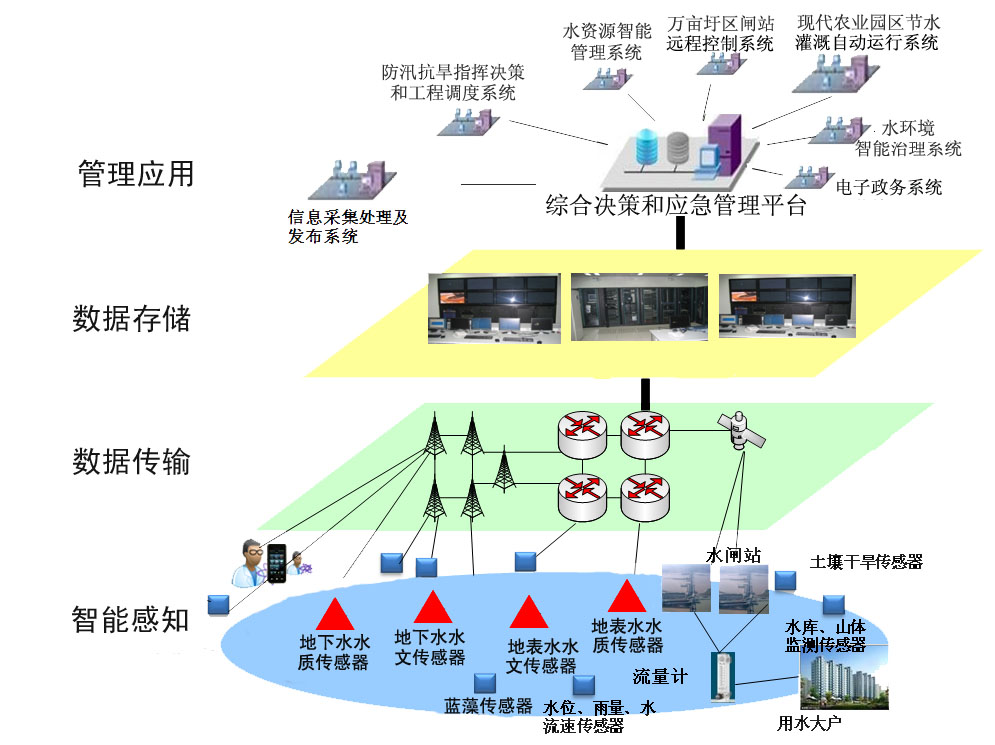 水资源智能
管理系统
万亩圩区闸站
远程控制系统
现代农业园区节水
灌溉自动运行系统
防汛抗旱指挥决策
和工程调度系统
水环境
智能治理系统
管理应用
电子政务系统
综合决策和应急管理平台
信息采集处理及
发布系统
数据存储
数据传输
水闸站
土壤干旱传感器
智能感知
地下水水
质传感器
地下水水
文传感器
地表水水
文传感器
地表水水
质传感器
水库、山体
监测传感器
流量计
蓝藻传感器
水位、雨量、水
流速传感器
用水大户